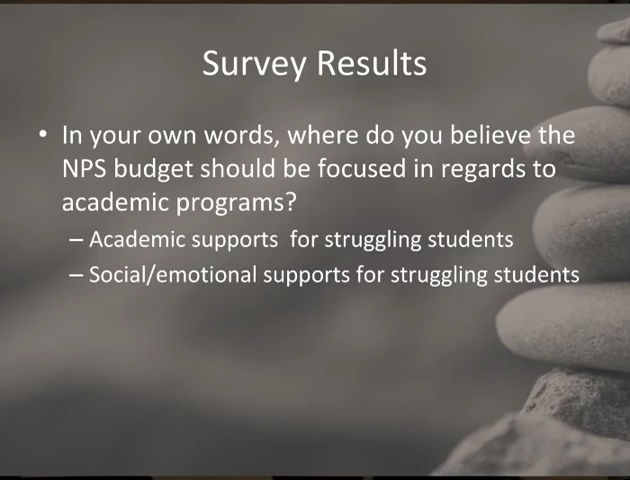 Survey Results
• In your own words, where do you believe the
NPS budget should be focused in regards to
academic programs?
– Academic supports  for struggling students
– Social/emotional supports for struggling students